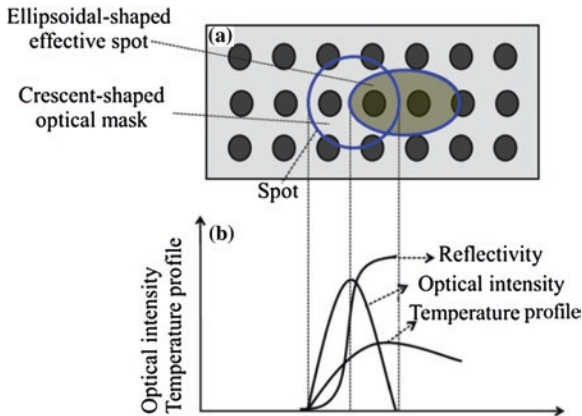 Ellipsoidal-shaped
effective spot
(a)
Crescent-shaped
optical mask
Spot
(b)
Reflectivity
Optical intensity
Temperature profile
Optical intensity
Temperature profile